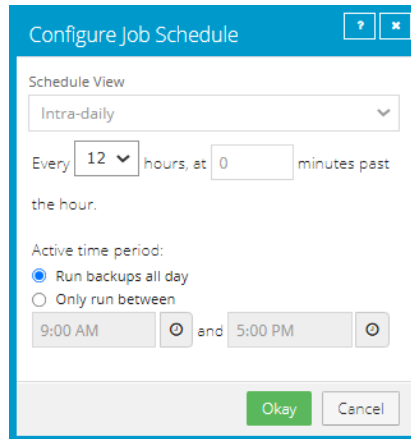 Configure Job Schedule ? ×
Schedule View
Intra-daily
Every 12 hours, at 0 minutes past
the hour.
Active time period:
Run backups all day
Only run between
9:00 AM and 5:00 PM
Okay Cancel